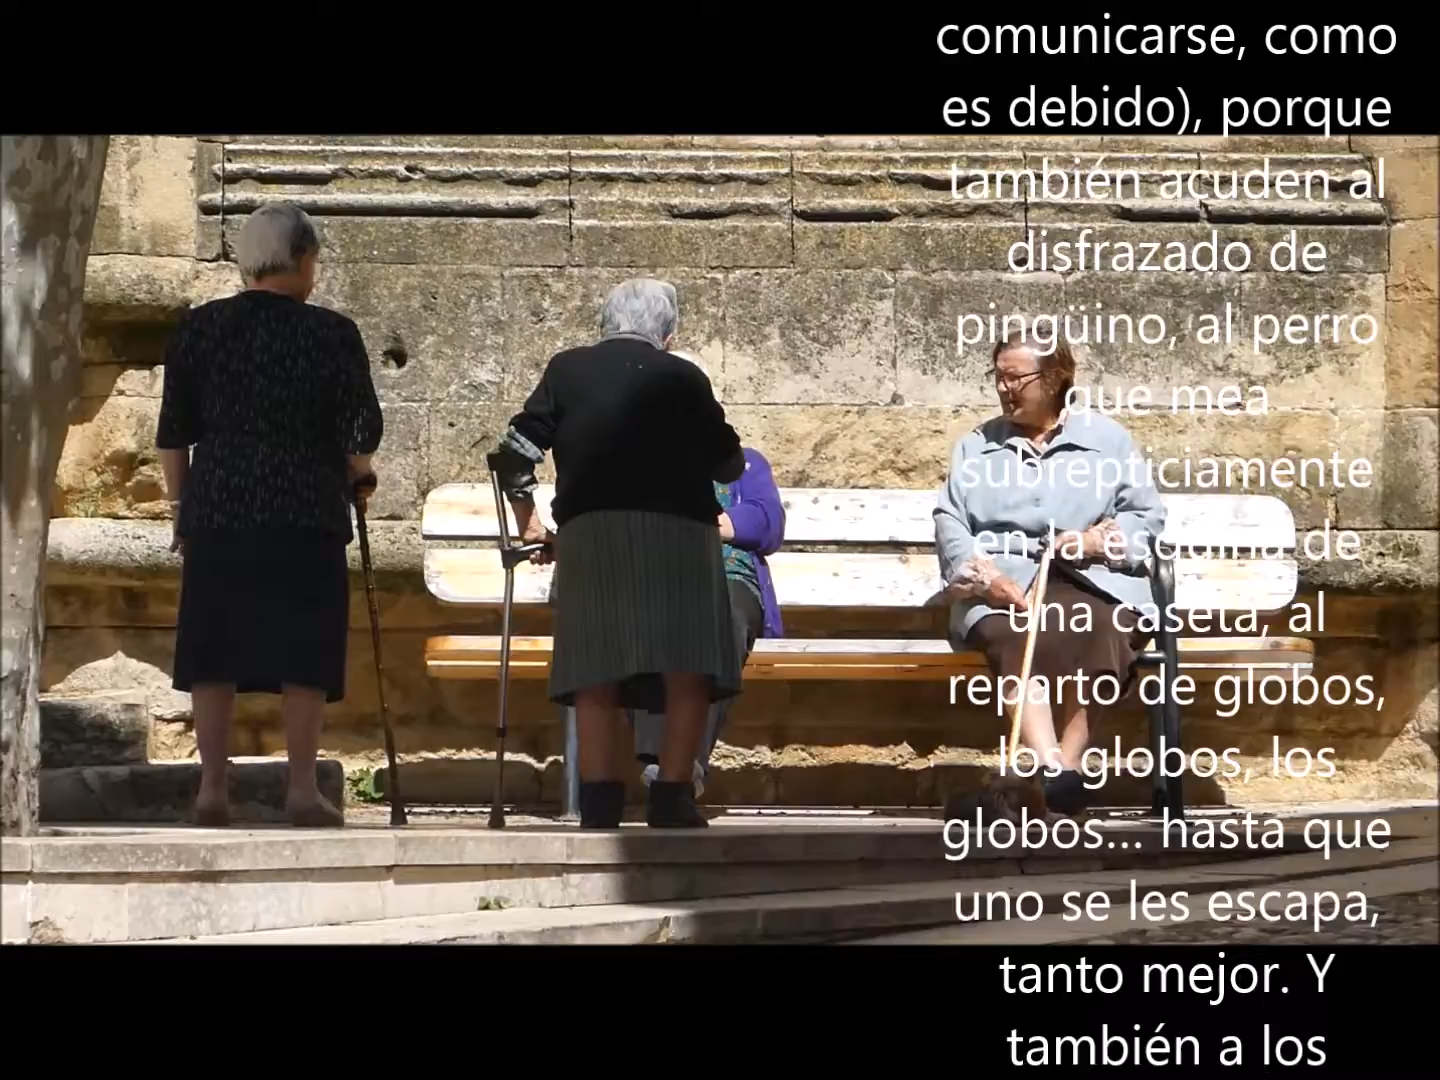 comunicarse, como
es debido), porque
también acuden al
disfrazado de
pingüino, al perro
que mea
subrepticiamente
en la esquina de
una caseta, al
reparto de globos,
los globos, los
globos... hasta que
uno se les escapa,
tanto mejor. Y
también a los